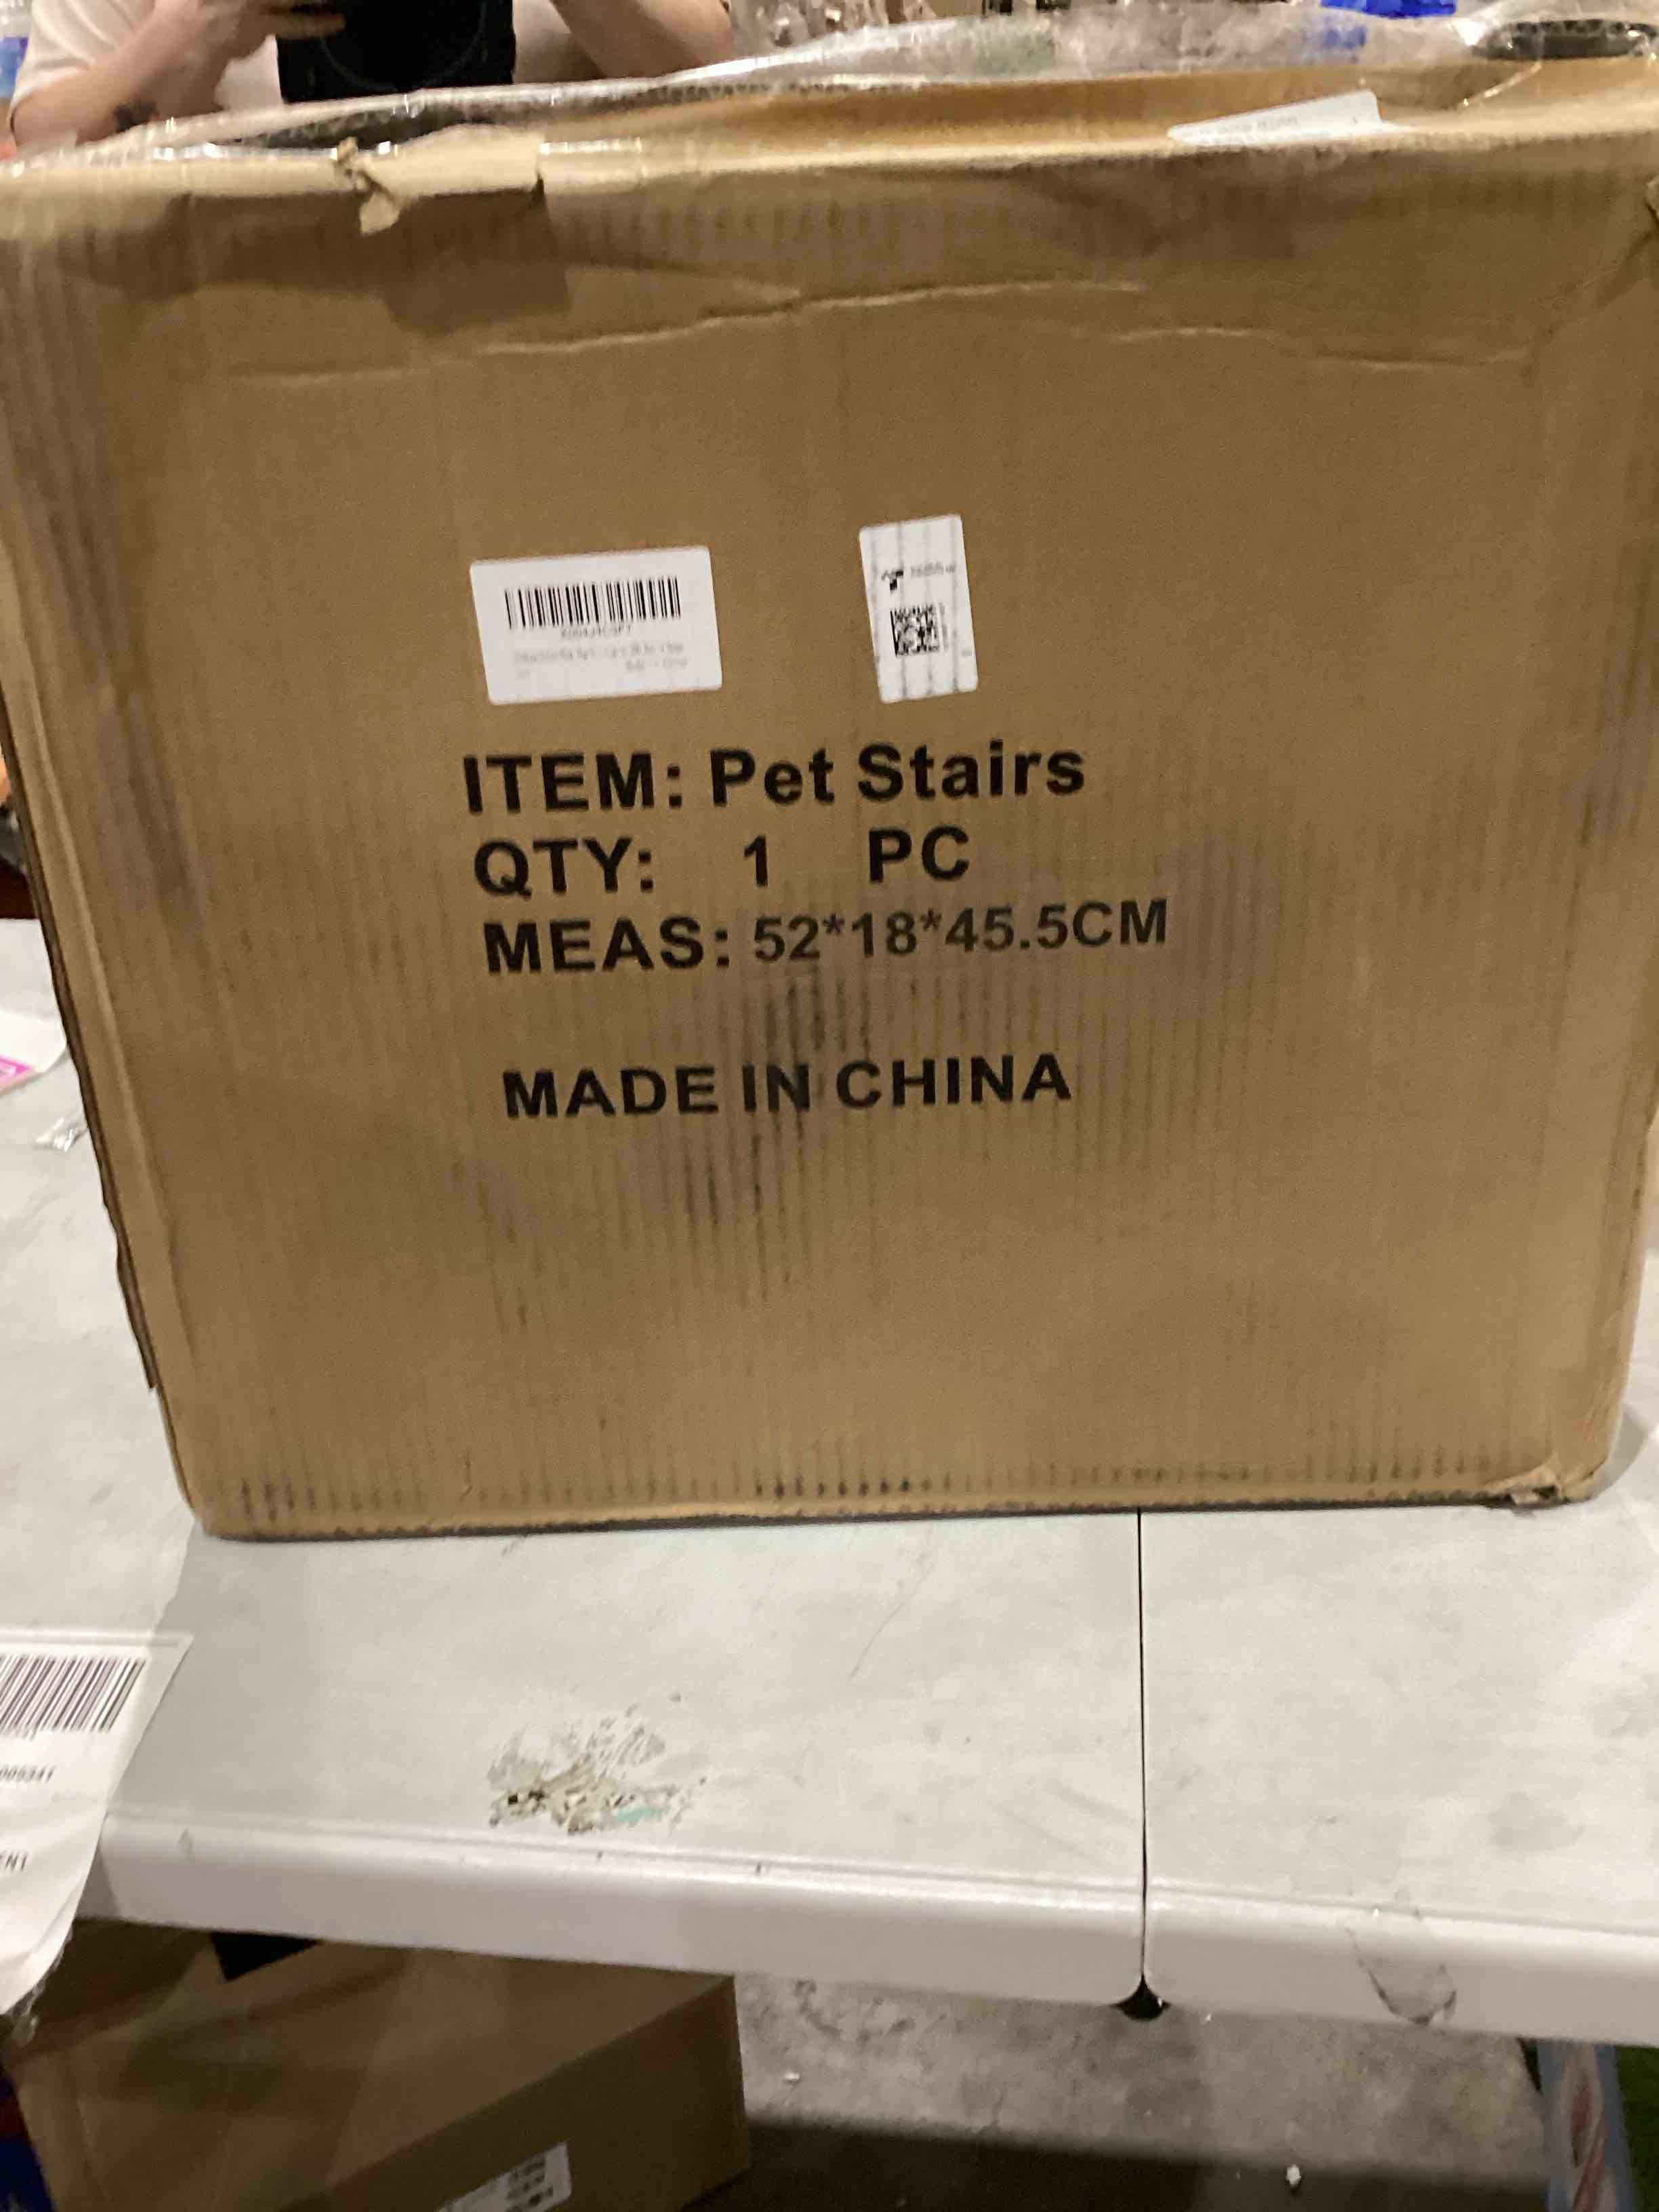 ITEM: Pet Stairs
QTY: 1 PC
MEAS: 52*18*45.5CM
MADE IN CHINA